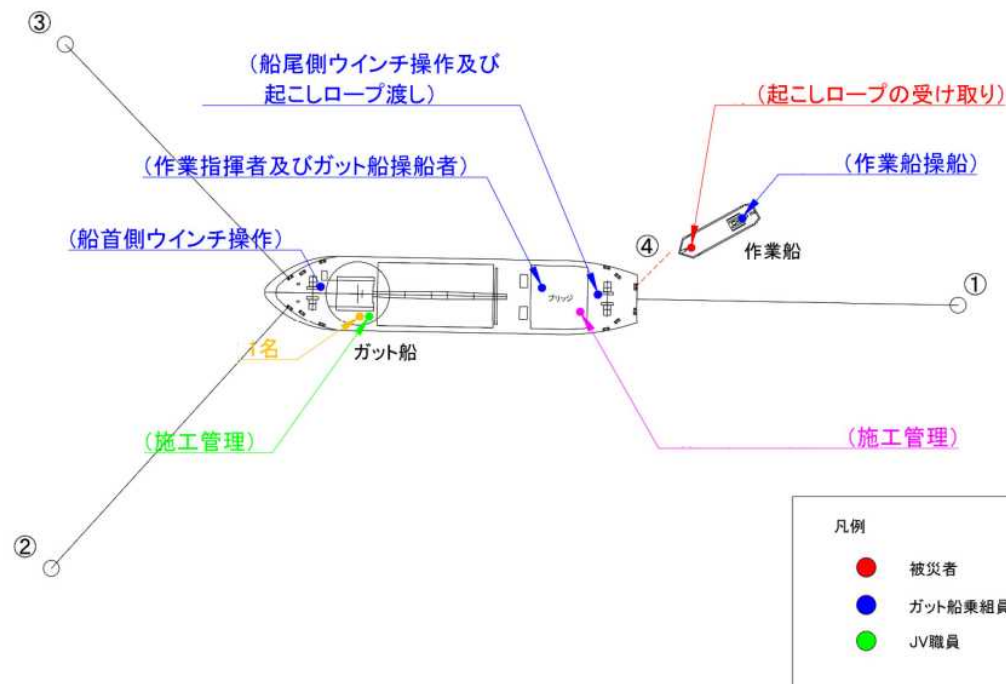 ③
(船尾側ウインチ操作及び
起こしロープ渡し)
(起こしロープの受け取り)
(作業指揮者及びガット船操船者)
(作業船操船)
(船首側ウインチ操作)
④
作業船
①
ブリッジ
1名
ガット船
(施工管理)
(施工管理)
②
凡例
被災者
ガット船乗組員
JV職員